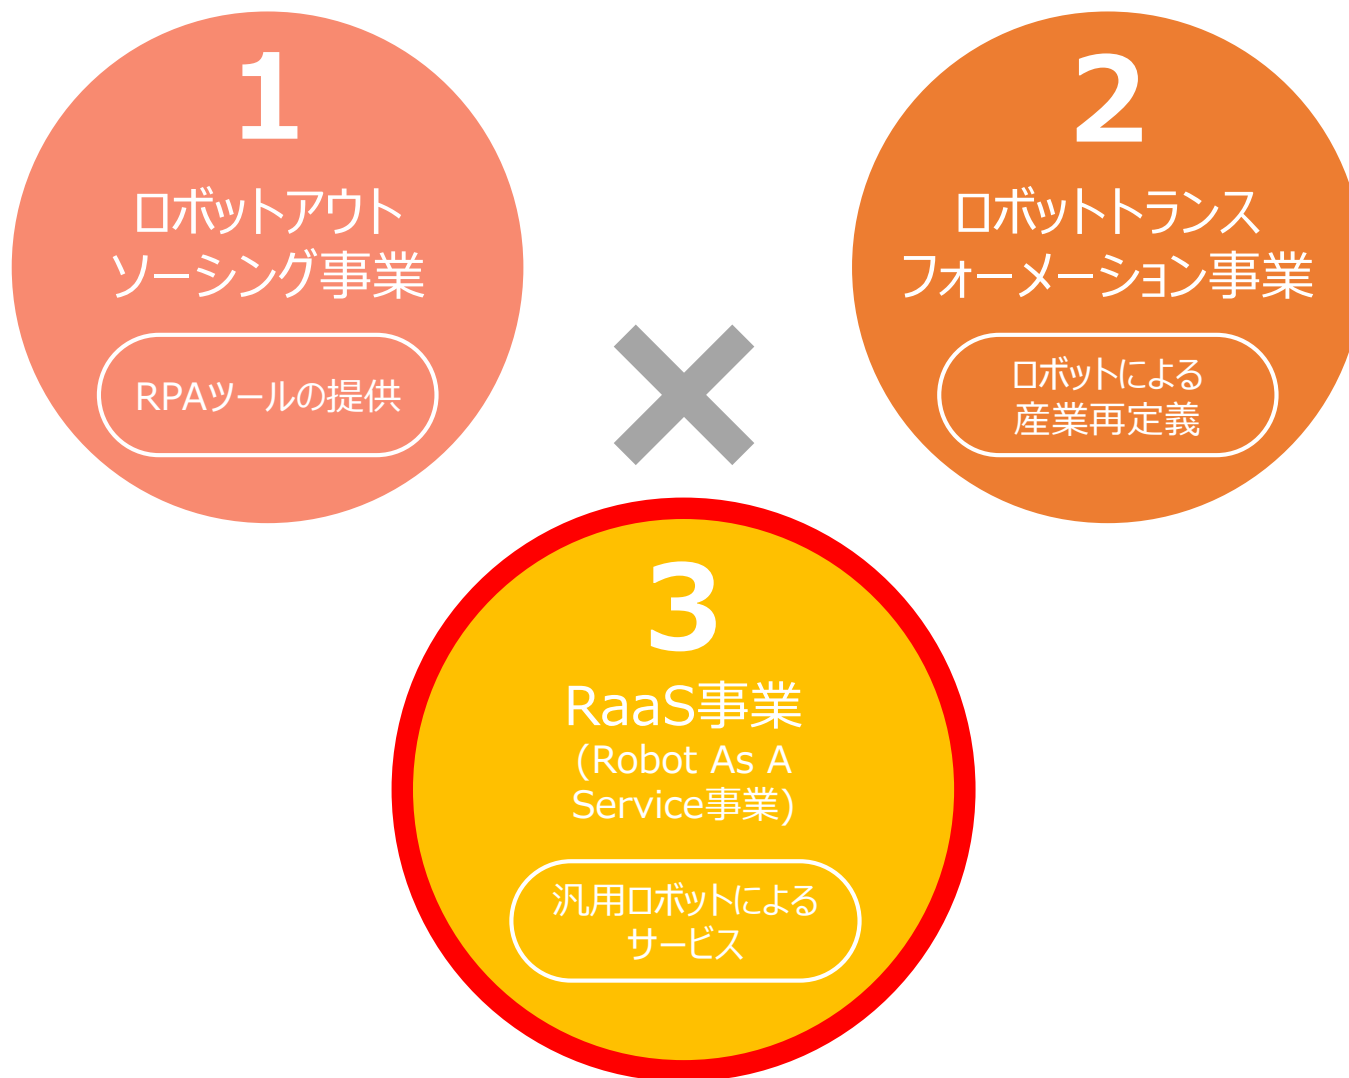 1
ロボットアウト
ソーシング事業
RPAツールの提供
2
ロボットトランス
フォーメーション事業
ロボットによる
産業再定義
3
RaaS事業
(Robot As A
Service事業)
汎用ロボットによる
サービス